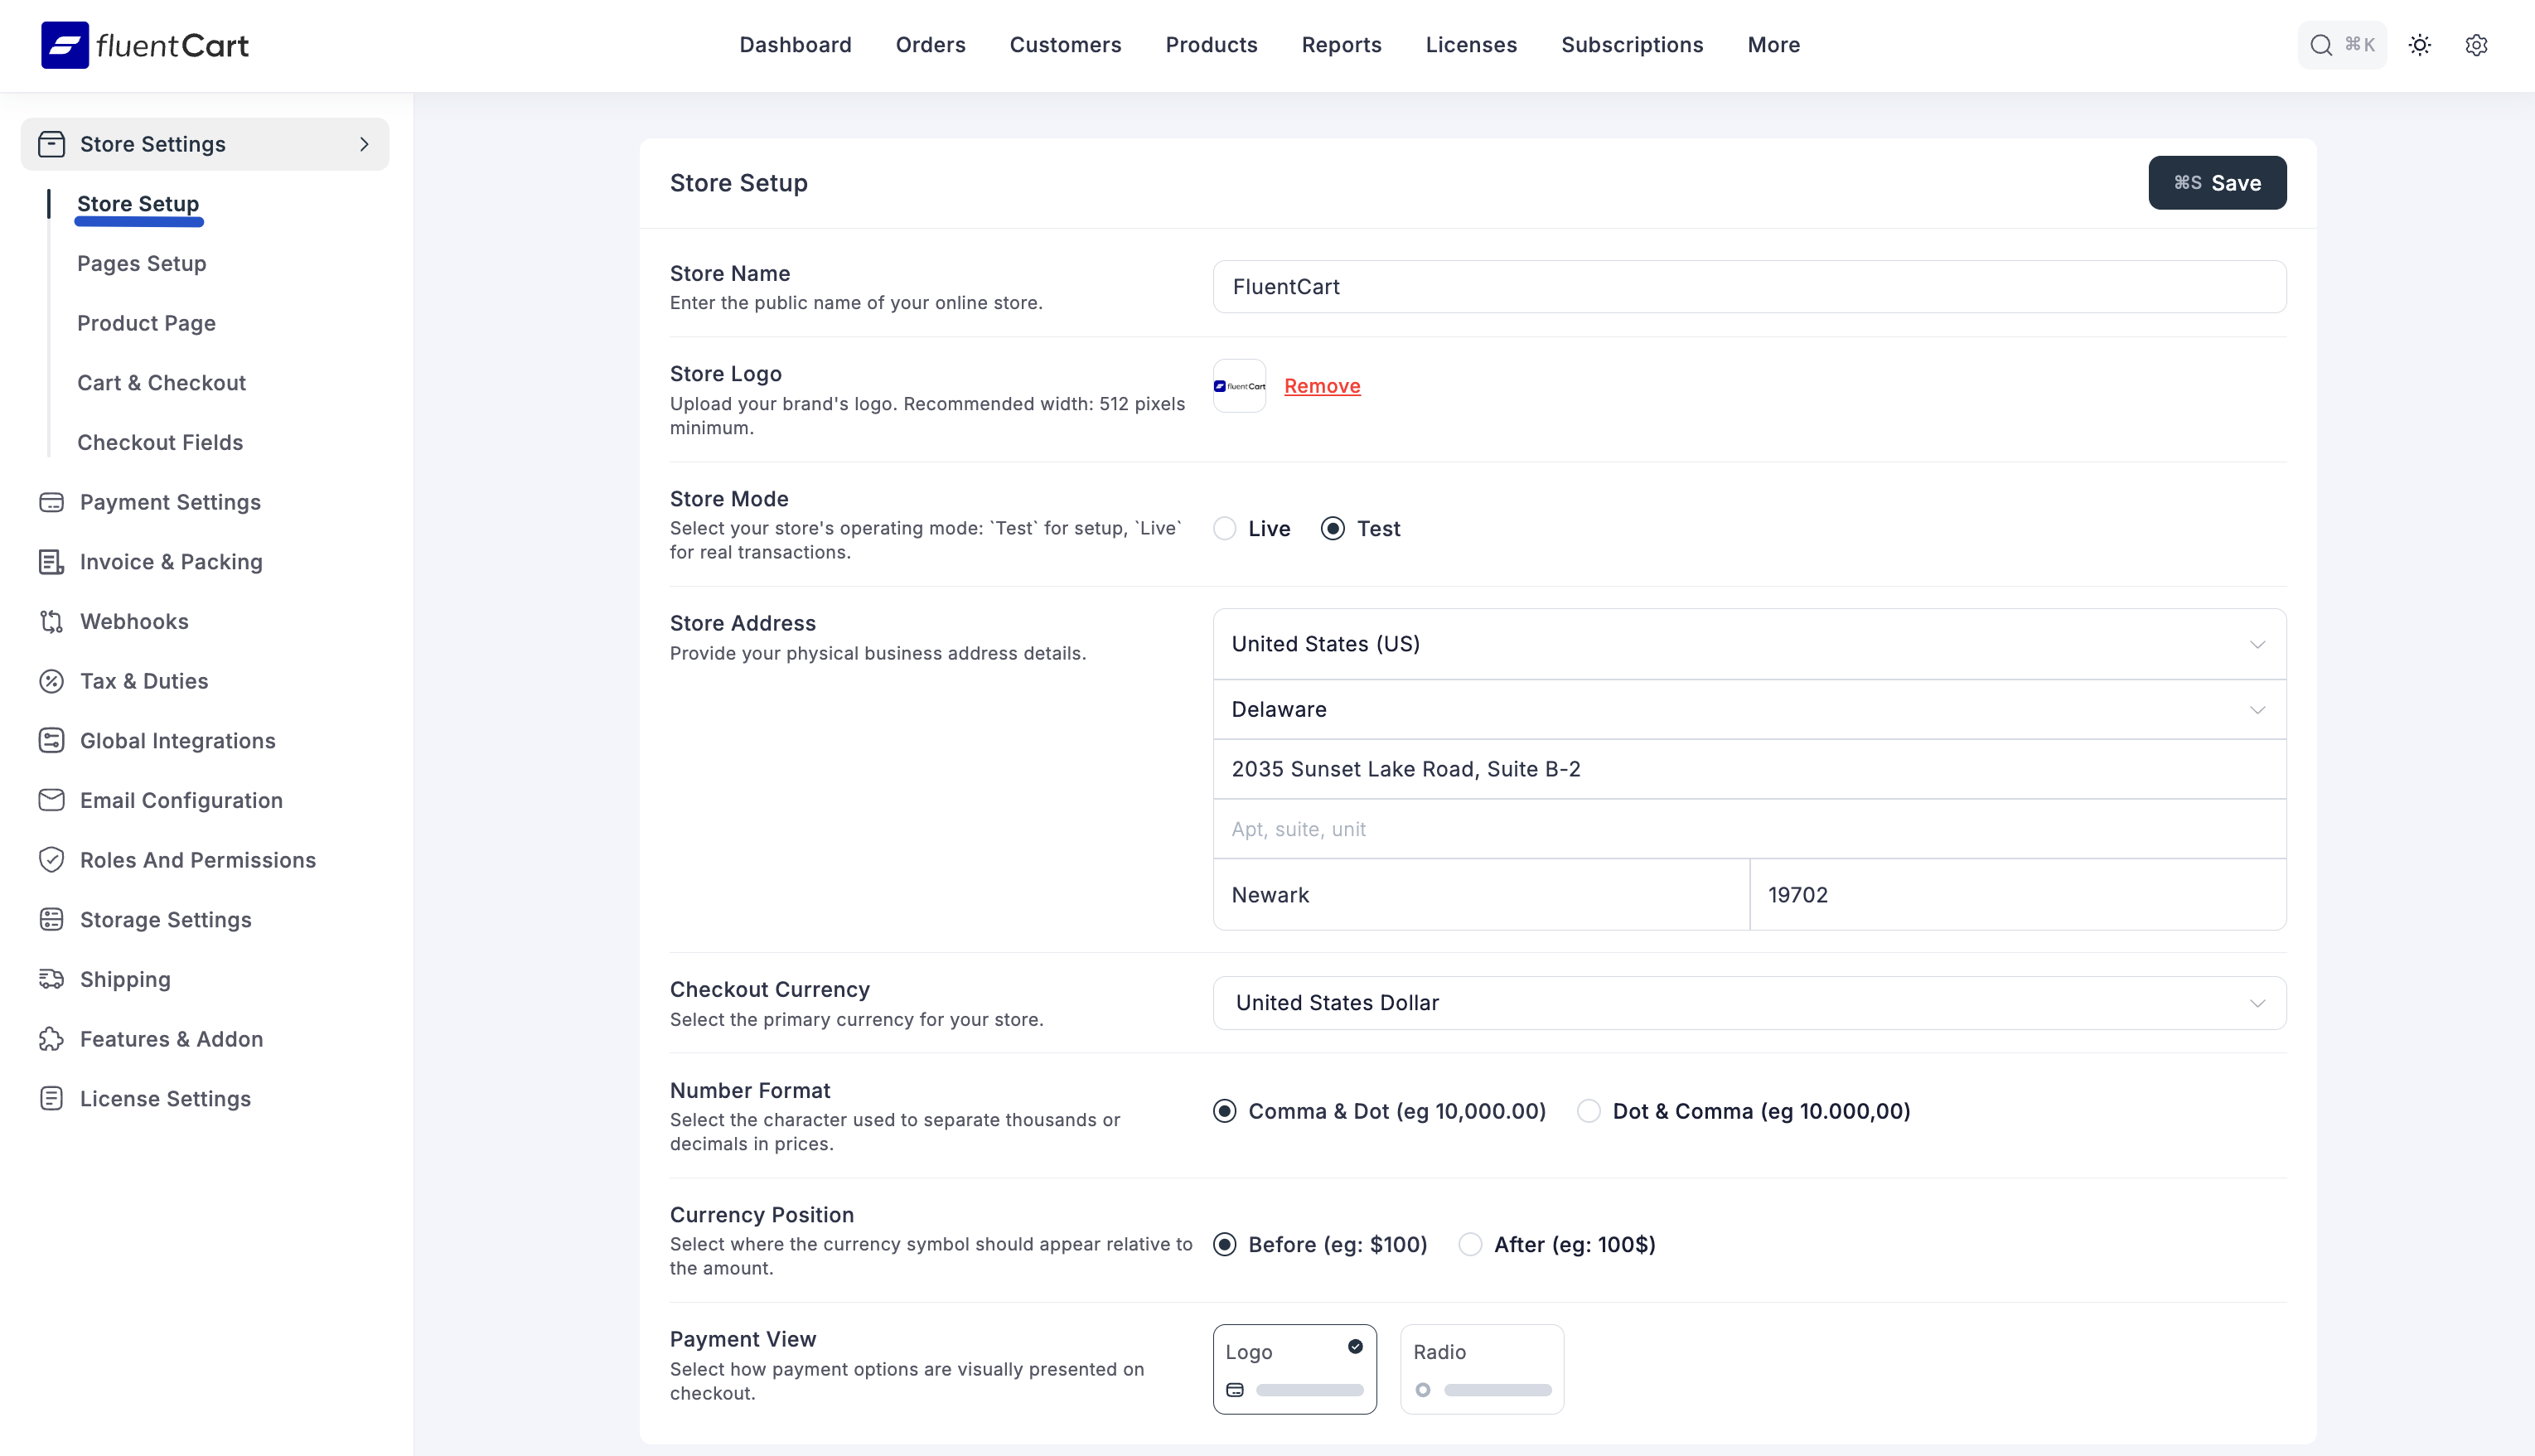 fluentCart
Dashboard
Orders
Customers
Products
Reports
Licenses
Subscriptions
More
⌘K
Store Settings
Store Setup
Pages Setup
Product Page
Cart & Checkout
Checkout Fields
Payment Settings
Invoice & Packing
Webhooks
Tax & Duties
Global Integrations
Email Configuration
Roles And Permissions
Storage Settings
Shipping
Features & Addon
License Settings
Store Setup
⌘S Save
Store Name
Enter the public name of your online store.
FluentCart
Store Logo
Upload your brand's logo. Recommended width: 512 pixels
minimum.
fluentCart
Remove
Store Mode
Select your store's operating mode: `Test` for setup, `Live`
for real transactions.
Live
Test
Store Address
Provide your physical business address details.
United States (US)
Delaware
2035 Sunset Lake Road, Suite B-2
Apt, suite, unit
Newark
19702
Checkout Currency
Select the primary currency for your store.
United States Dollar
Number Format
Select the character used to separate thousands or
decimals in prices.
Comma & Dot (eg 10,000.00)
Dot & Comma (eg 10.000,00)
Currency Position
Select where the currency symbol should appear relative to
the amount.
Before (eg: $100)
After (eg: 100$)
Payment View
Select how payment options are visually presented on
checkout.
Logo
Radio